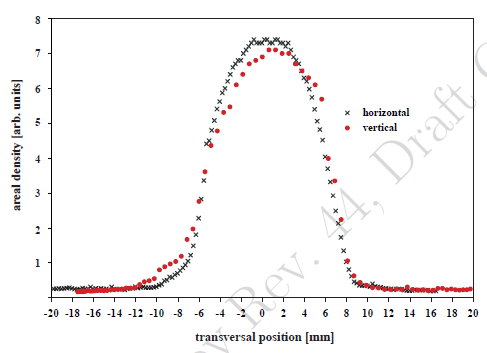 8
7
6
5
4
3
2
1
areal density [arb. units]
× horizontal
● vertical
-20 -18 -16 -14 -12 -10 -8 -6 -4 -2 0 2 4 6 8 10 12 14 16 18 20
transversal position [mm]
Rev. 44, Draft